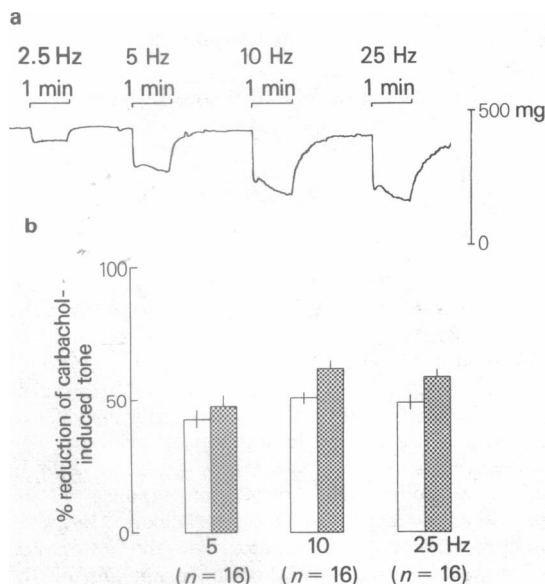 a
2.5 Hz 5 Hz 10 Hz 25 Hz
1 min 1 min 1 min 1 min
500 mg
0
b
100
50
0
% reduction of carbachol-
induced tone
5 10 25 Hz
(n = 16) (n = 16) (n = 16)